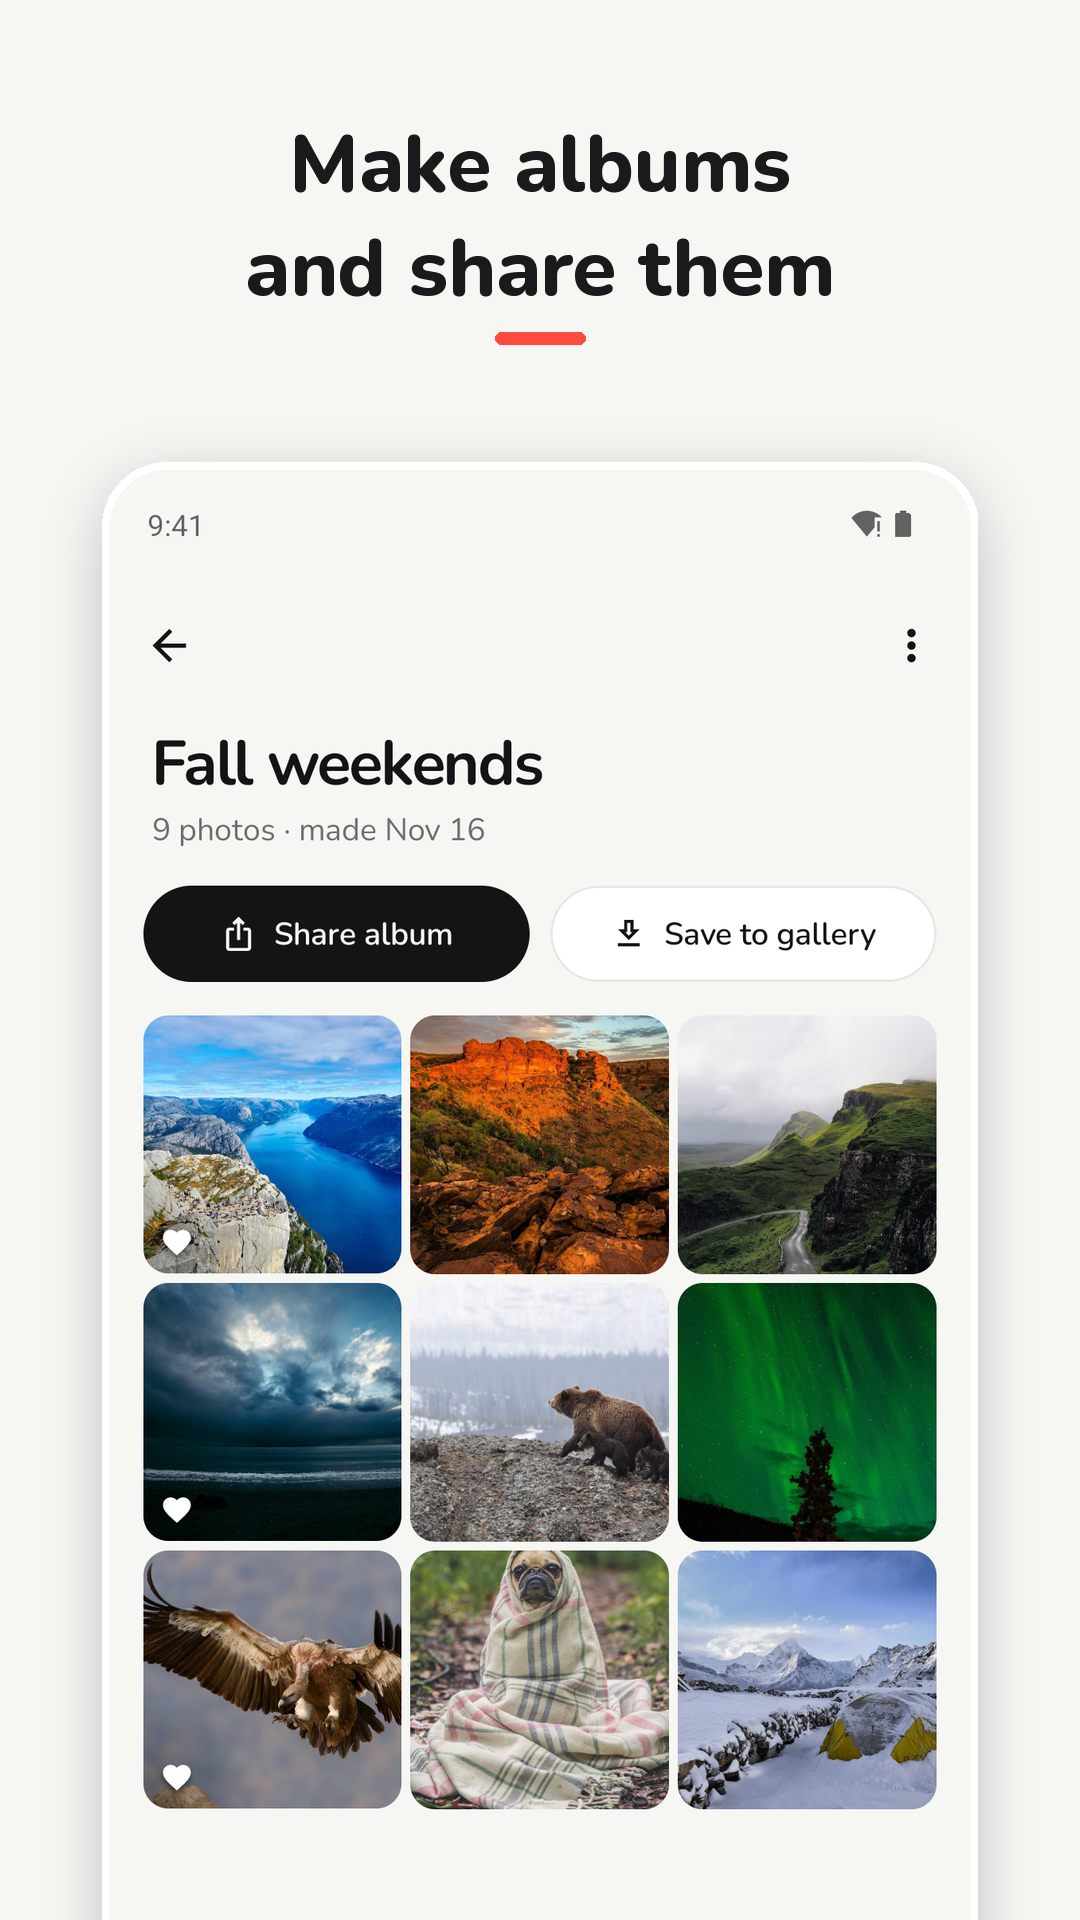 Make albums
and share them
9:41
Fall weekends
9 photos · made Nov 16
Share album
Save to gallery